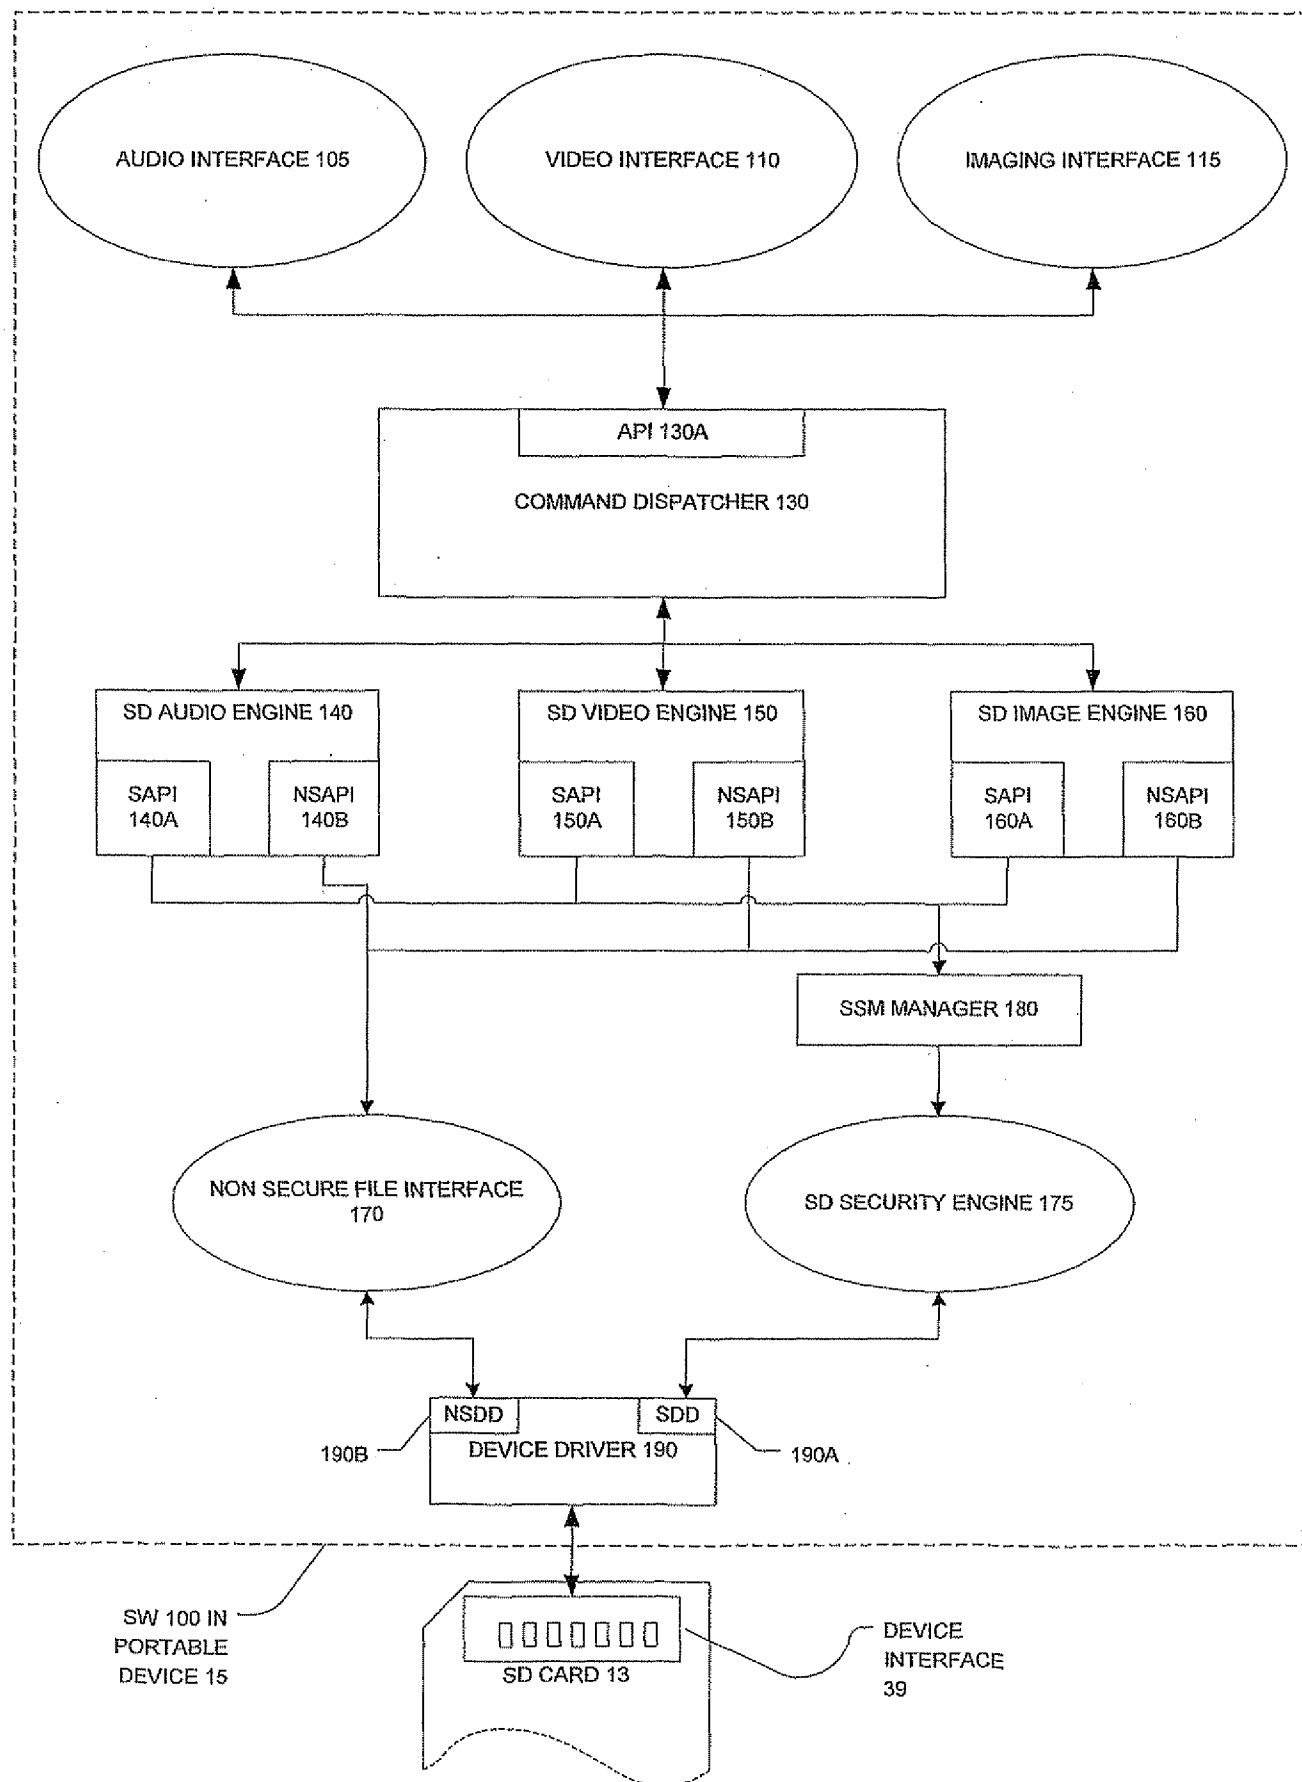 AUDIO INTERFACE 105
VIDEO INTERFACE 110
IMAGING INTERFACE 115
API 130A
COMMAND DISPATCHER 130
SD AUDIO ENGINE 140
SD VIDEO ENGINE 150
SD IMAGE ENGINE 160
SAPI
140A
NSAPI
140B
SAPI
150A
NSAPI
150B
SAPI
160A
NSAPI
160B
SSM MANAGER 180
NON SECURE FILE INTERFACE
170
SD SECURITY ENGINE 175
NSDD
SDD
190B
DEVICE DRIVER 190
190A
SW 100 IN
PORTABLE
DEVICE 15
SD CARD 13
DEVICE
INTERFACE
39